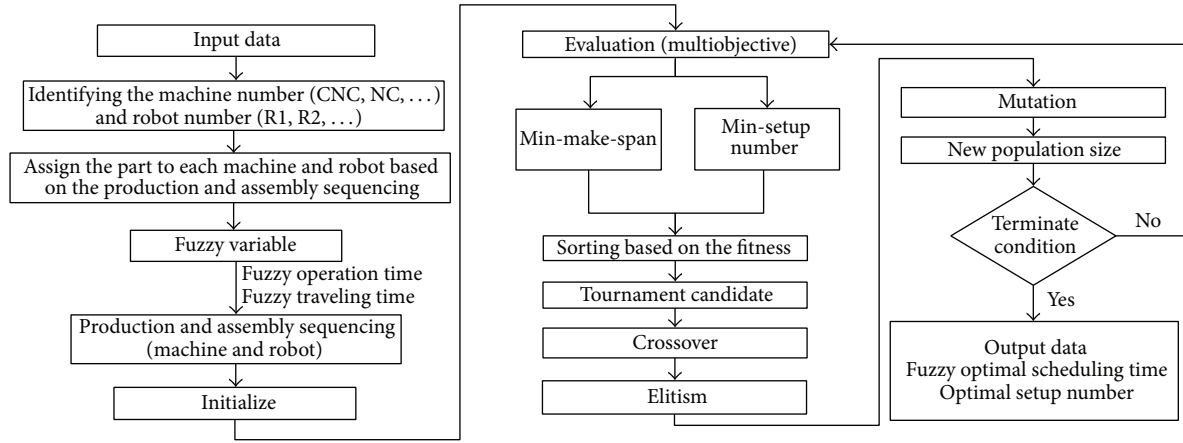 Input data
Identifying the machine number (CNC, NC, . . .)
and robot number (R1, R2, . . .)
Assign the part to each machine and robot based
on the production and assembly sequencing
Fuzzy variable
Fuzzy operation time
Fuzzy traveling time
Production and assembly sequencing
(machine and robot)
Initialize
Evaluation (multiobjective)
Min-make-span
Min-setup
number
Sorting based on the fitness
Tournament candidate
Crossover
Elitism
Mutation
New population size
Terminate
condition
No
Yes
Output data
Fuzzy optimal scheduling time
Optimal setup number